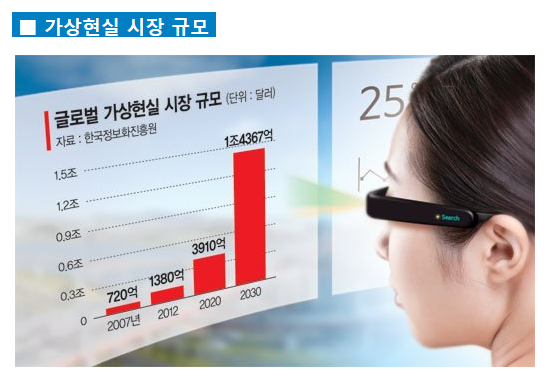 ■ 가상현실 시장 규모
글로벌 가상현실 시장 규모 (단위 : 달러)
자료 : 한국정보화진흥원
25°
1조4367억
1.5조
1.2조
0.9조
0.6조
0.3조
0
720억
1380억
3910억
2007년
2012
2020
2030
Search